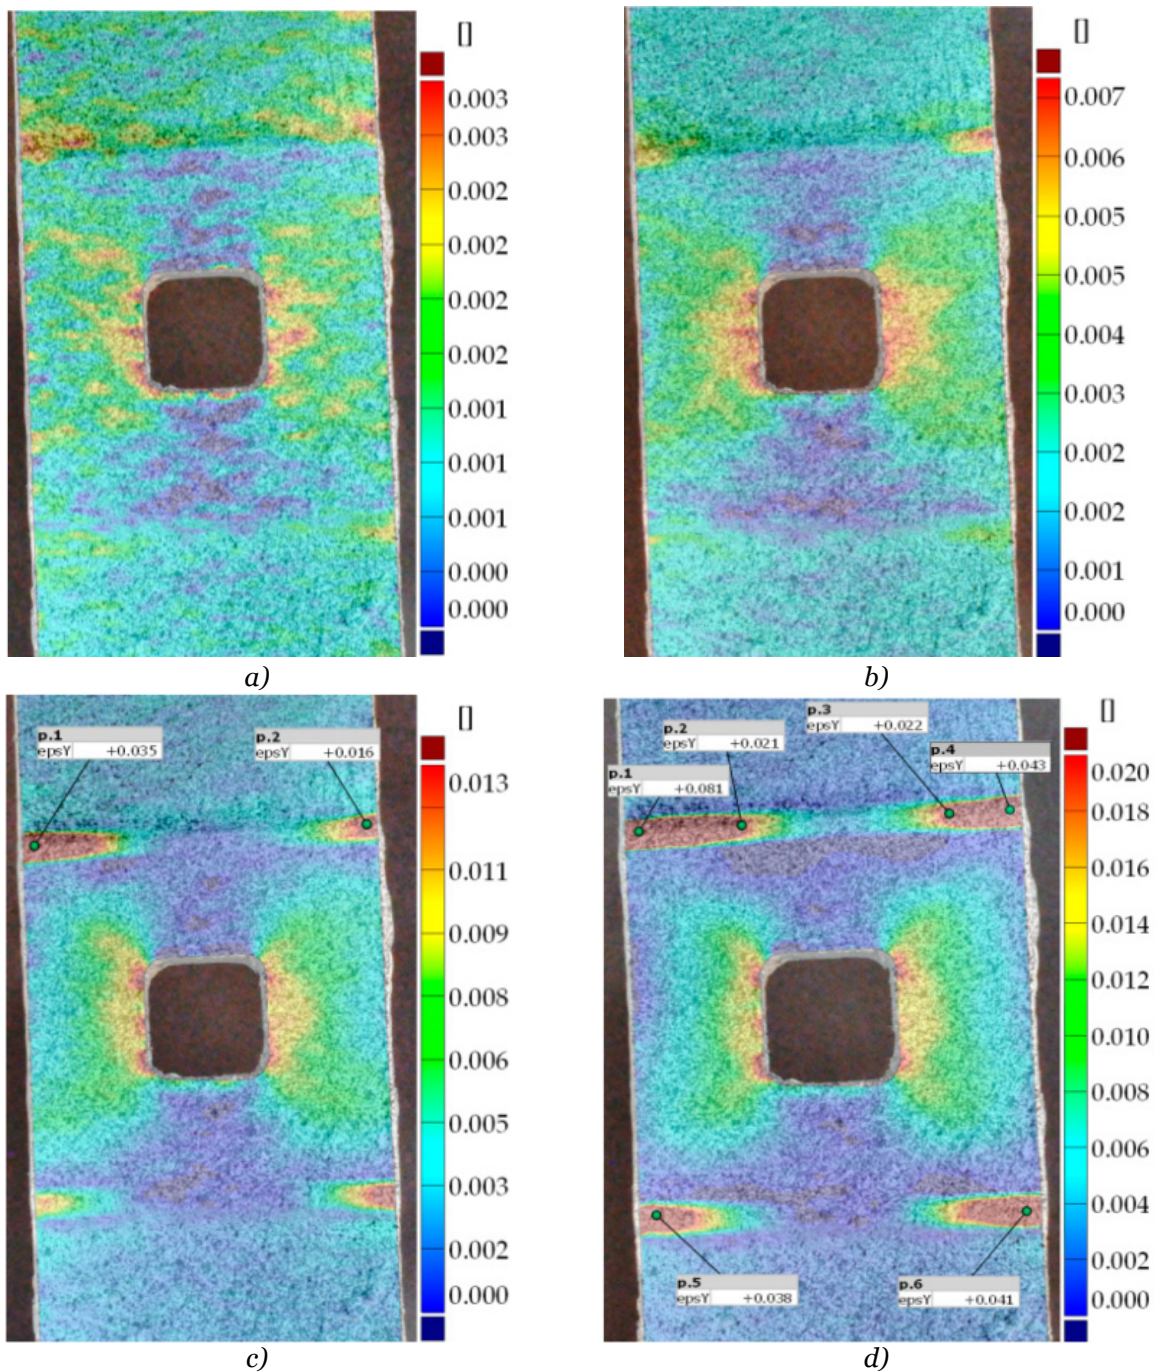 []
0.003
0.003
0.002
0.002
0.002
0.002
0.001
0.001
0.001
0.000
0.000
a)
[]
0.007
0.006
0.005
0.005
0.004
0.003
0.002
0.002
0.001
0.000
b)
[]
p.1
epsY +0.035
p.2
epsY +0.016
0.013
0.011
0.009
0.008
0.006
0.005
0.003
0.002
0.000
c)
[]
p.1
epsY +0.081
p.2
epsY +0.021
p.3
epsY +0.022
p.4
epsY +0.043
0.020
0.018
0.016
0.014
0.012
0.010
0.008
0.006
0.004
0.002
0.000
p.5
epsY +0.038
p.6
epsY +0.041
d)